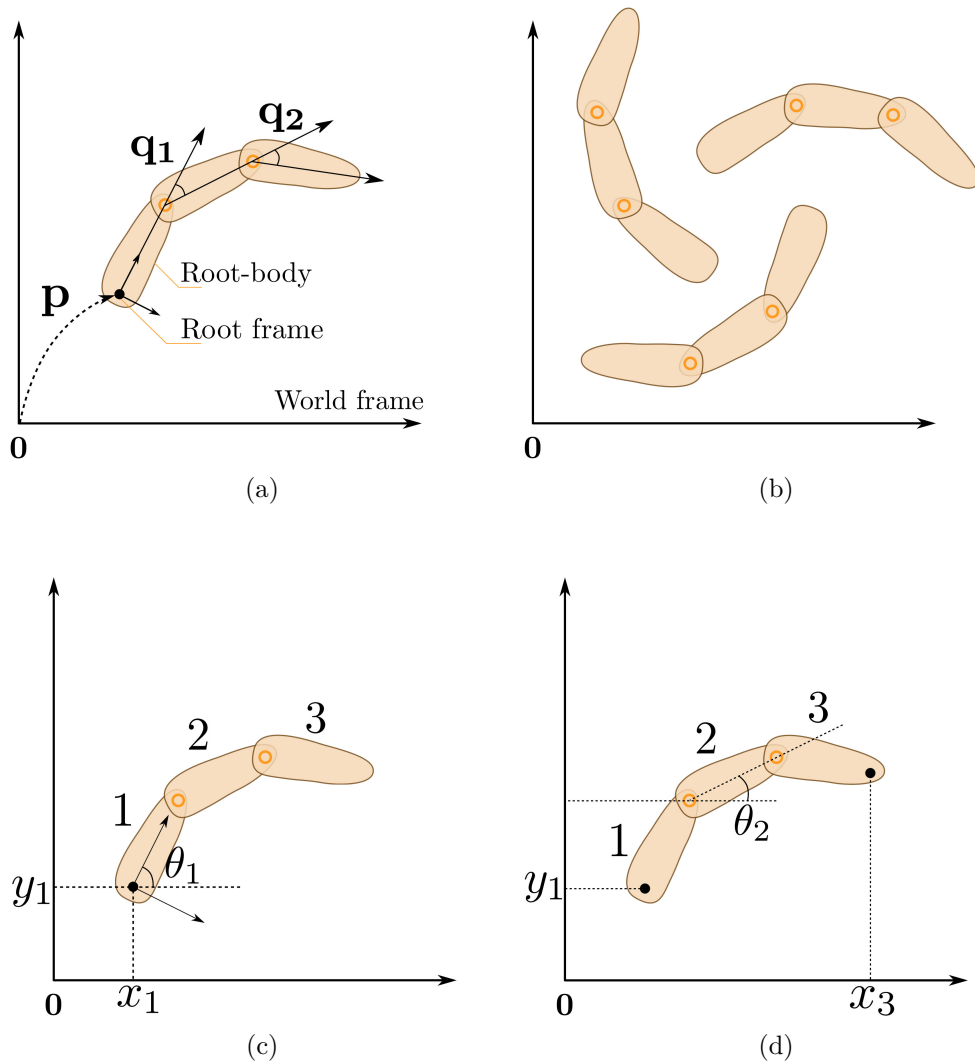 q₁
q₂
Root-body
p
Root frame
World frame
0
0
(a)
(b)
3
3
2
2
1
θ₁
θ₂
1
y₁
y₁
0
x₁
0
x₃
(c)
(d)